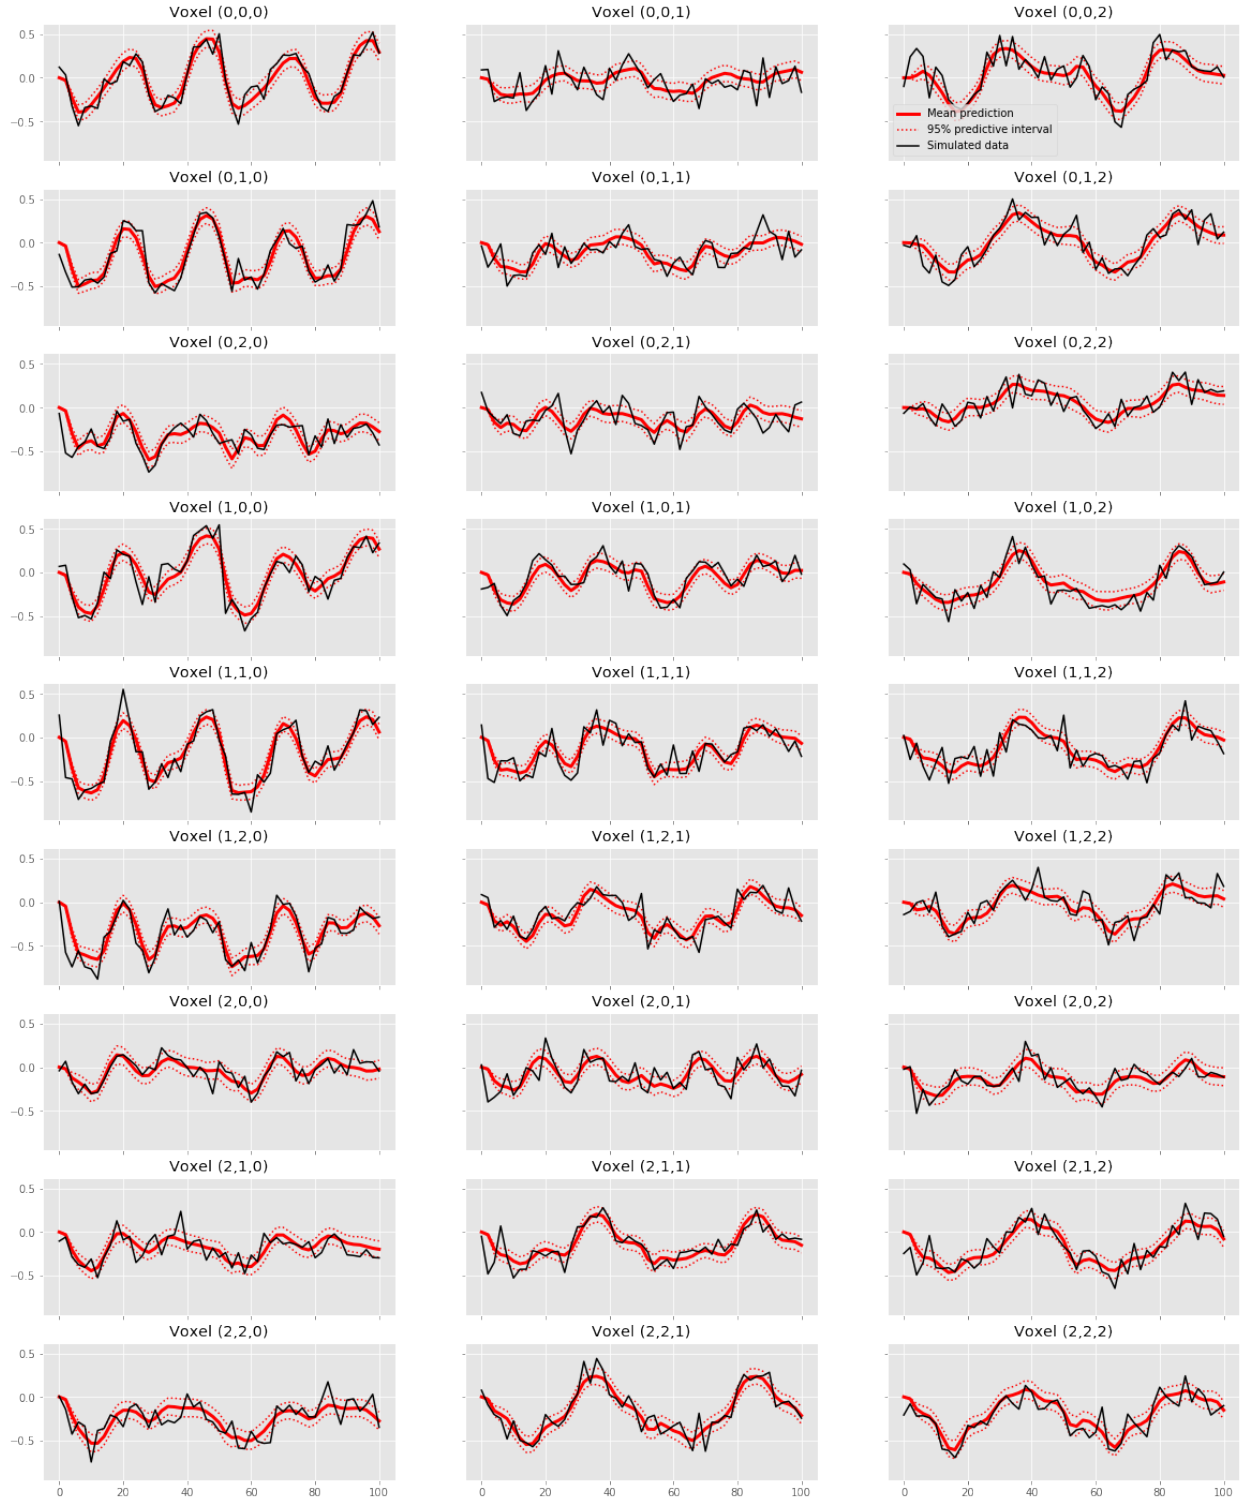 Voxel (0,0,0) Voxel (0,0,1) Voxel (0,0,2)
0.5
0.0
−0.5
Mean prediction
95% predictive interval
Simulated data
Voxel (0,1,0) Voxel (0,1,1) Voxel (0,1,2)
0.5
0.0
−0.5
Voxel (0,2,0) Voxel (0,2,1) Voxel (0,2,2)
0.5
0.0
−0.5
Voxel (1,0,0) Voxel (1,0,1) Voxel (1,0,2)
0.5
0.0
−0.5
Voxel (1,1,0) Voxel (1,1,1) Voxel (1,1,2)
0.5
0.0
−0.5
Voxel (1,2,0) Voxel (1,2,1) Voxel (1,2,2)
0.5
0.0
−0.5
Voxel (2,0,0) Voxel (2,0,1) Voxel (2,0,2)
0.5
0.0
−0.5
Voxel (2,1,0) Voxel (2,1,1) Voxel (2,1,2)
0.5
0.0
−0.5
Voxel (2,2,0) Voxel (2,2,1) Voxel (2,2,2)
0.5
0.0
−0.5
0 20 40 60 80 100 0 20 40 60 80 100 0 20 40 60 80 100